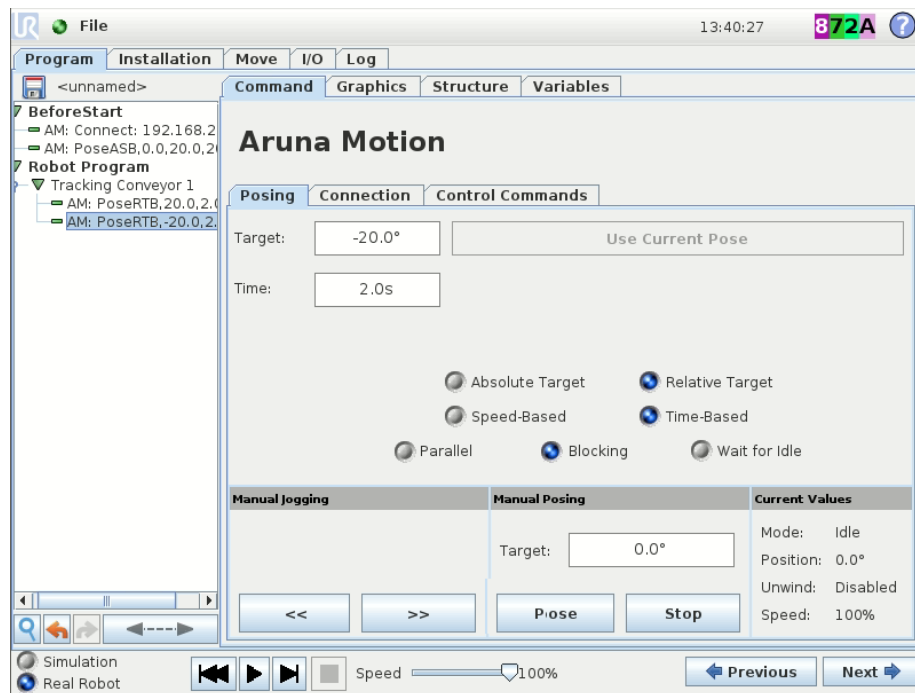 UR File 13:40:27 872A ?
Program Installation Move I/O Log
<unnamed> Command Graphics Structure Variables
BeforeStart
AM: Connect: 192.168.2
AM: PoseASB,0.0,20.0,20
Aruna Motion
Robot Program
Tracking Conveyor 1
AM: PoseRTB,20.0,2.0
AM: PoseRTB,-20.0,2.
Posing Connection Control Commands
Target: -20.0° Use Current Pose
Time: 2.0s
Absolute Target Relative Target
Speed-Based Time-Based
Parallel Blocking Wait for Idle
Manual Jogging Manual Posing Current Values
Mode: Idle
Target: 0.0°
Position: 0.0°
Unwind: Disabled
<< >> Pose Stop Speed: 100%
Simulation
Real Robot
Speed 100% Previous Next